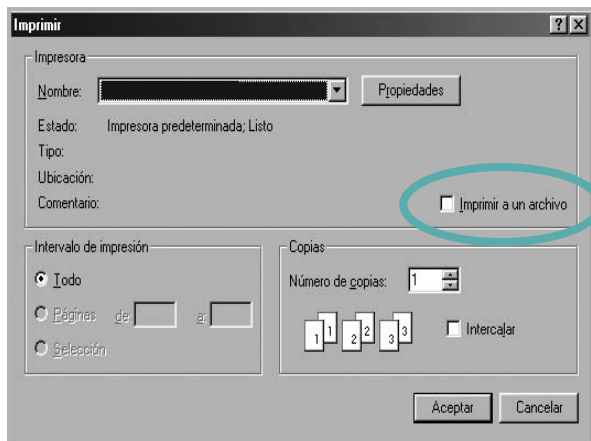 Imprimir
Impresora
Nombre:
Propiedades
Estado: Impresora predeterminada; Listo
Tipo:
Ubicación:
Comentario:
Imprimir a un archivo
Intervalo de impresión
Todo
Páginas de: a:
Selección
Copias
Número de copias: 1
1 1 2 2 3 3
Intercalar
Aceptar Cancelar